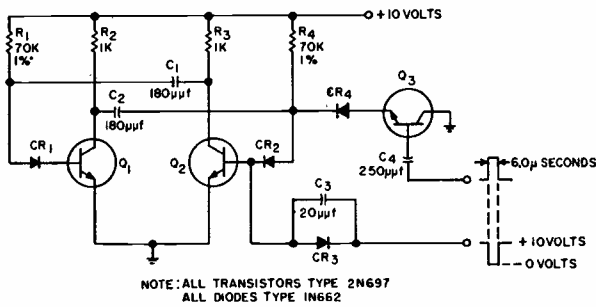 +10 VOLTS
R1
70K
1%
R2
1K
R3
1K
R4
70K
1%
C1
180µµf
C2
180µµf
CR4
Q3
CR1
Q1
Q2
CR2
C4
250µµf
6.0µ SECONDS
C3
20µµf
CR3
+10 VOLTS
0 VOLTS
NOTE: ALL TRANSISTORS TYPE 2N697
ALL DIODES TYPE 1N662